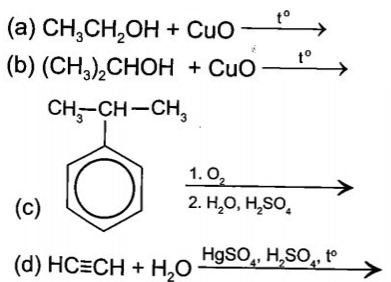 (a) CH₃CH₂OH + CuO t° →
(b) (CH₃)₂CHOH + CuO t° →
CH₃–CH–CH₃
1. O₂
2. H₂O, H₂SO₄
(c)
(d) HC≡CH + H₂O HgSO₄, H₂SO₄, t° →